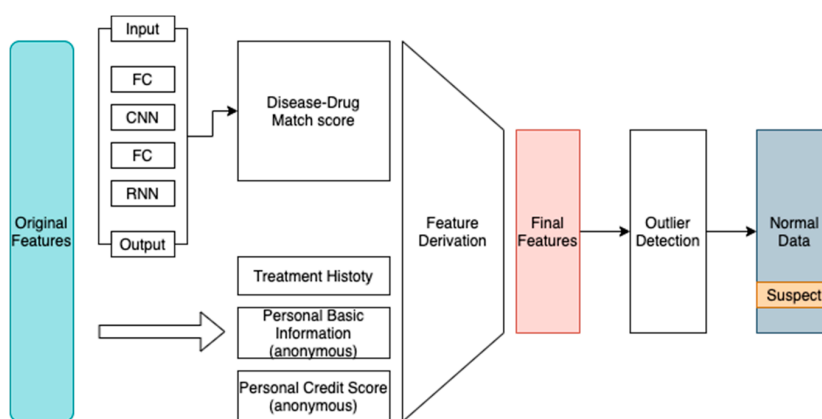 Original
Features
Input
FC
CNN
FC
RNN
Output
Disease-Drug
Match score
Treatment Histoty
Personal Basic
Information
(anonymous)
Personal Credit Score
(anonymous)
Feature
Derivation
Final
Features
Outlier
Detection
Normal
Data
Suspect